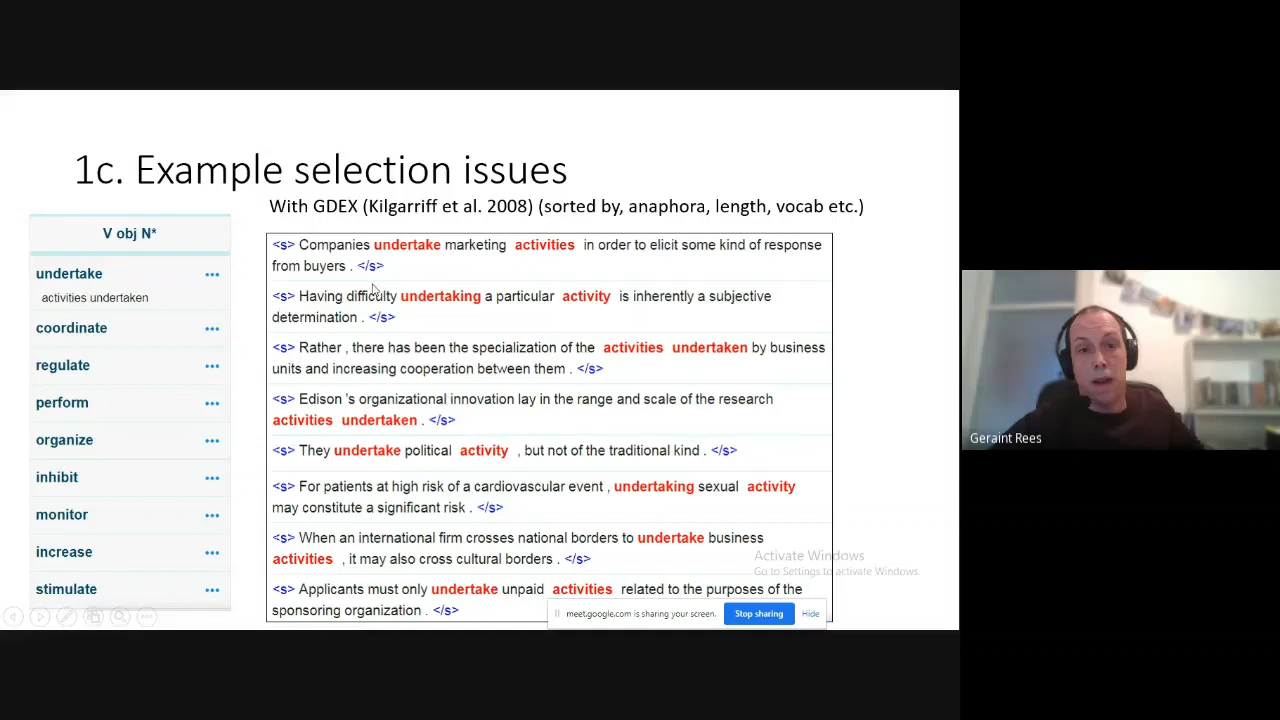 1c. Example selection issues
With GDEX (Kilgarriff et al. 2008) (sorted by, anaphora, length, vocab etc.)
V obj N*
undertake ...
activities undertaken
coordinate ...
regulate ...
perform ...
organize ...
inhibit ...
monitor ...
increase ...
stimulate ...
<s> Companies undertake marketing activities in order to elicit some kind of response
from buyers . </s>
<s> Having difficulty undertaking a particular activity is inherently a subjective
determination . </s>
<s> Rather , there has been the specialization of the activities undertaken by business
units and increasing cooperation between them . </s>
<s> Edison 's organizational innovation lay in the range and scale of the research
activities undertaken . </s>
<s> They undertake political activity , but not of the traditional kind . </s>
<s> For patients at high risk of a cardiovascular event , undertaking sexual activity
may constitute a significant risk . </s>
<s> When an international firm crosses national borders to undertake business
activities , it may also cross cultural borders . </s>
<s> Applicants must only undertake unpaid activities related to the purposes of the
sponsoring organization . </s>
Activate Windows
Go to Settings to activate Windows.
meet.google.com is sharing your screen. Stop sharing Hide
Geraint Rees